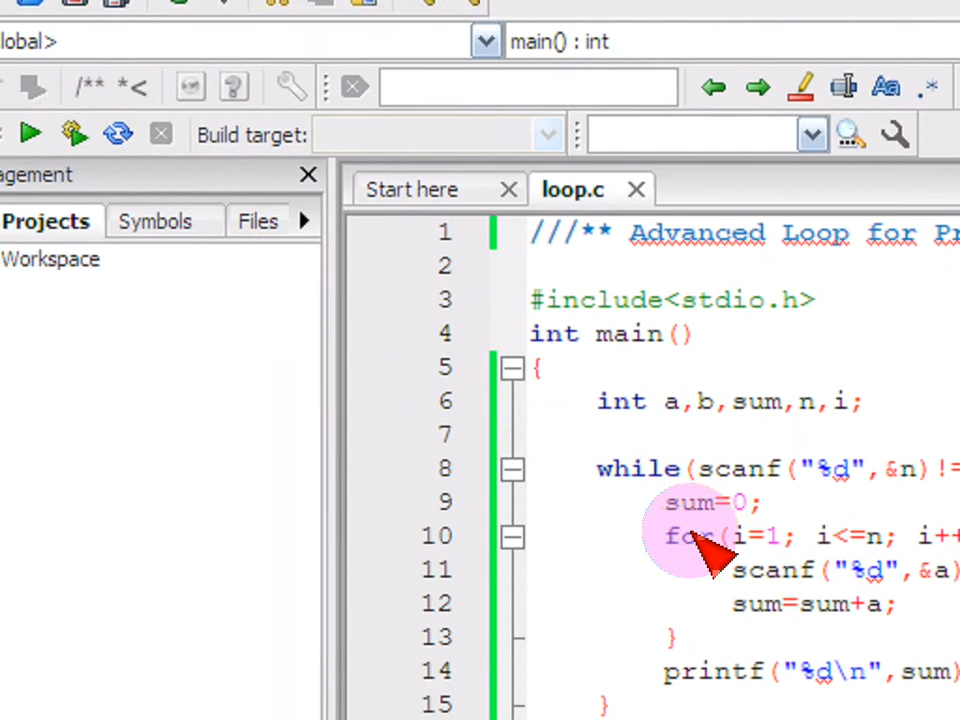 lobal> main() : int
/** *< Aa .*
Build target:
agement
Start here loop.c
Projects Symbols Files
Workspace
1 ///** Advanced Loop for Pr
2
3 #include<stdio.h>
4 int main()
5 {
6 int a,b,sum,n,i;
7
8 while(scanf("%d",&n)!=
9 sum=0;
10 for(i=1; i<=n; i++
11 scanf("%d",&a)
12 sum=sum+a;
13 }
14 printf("%d\n",sum)
15 }